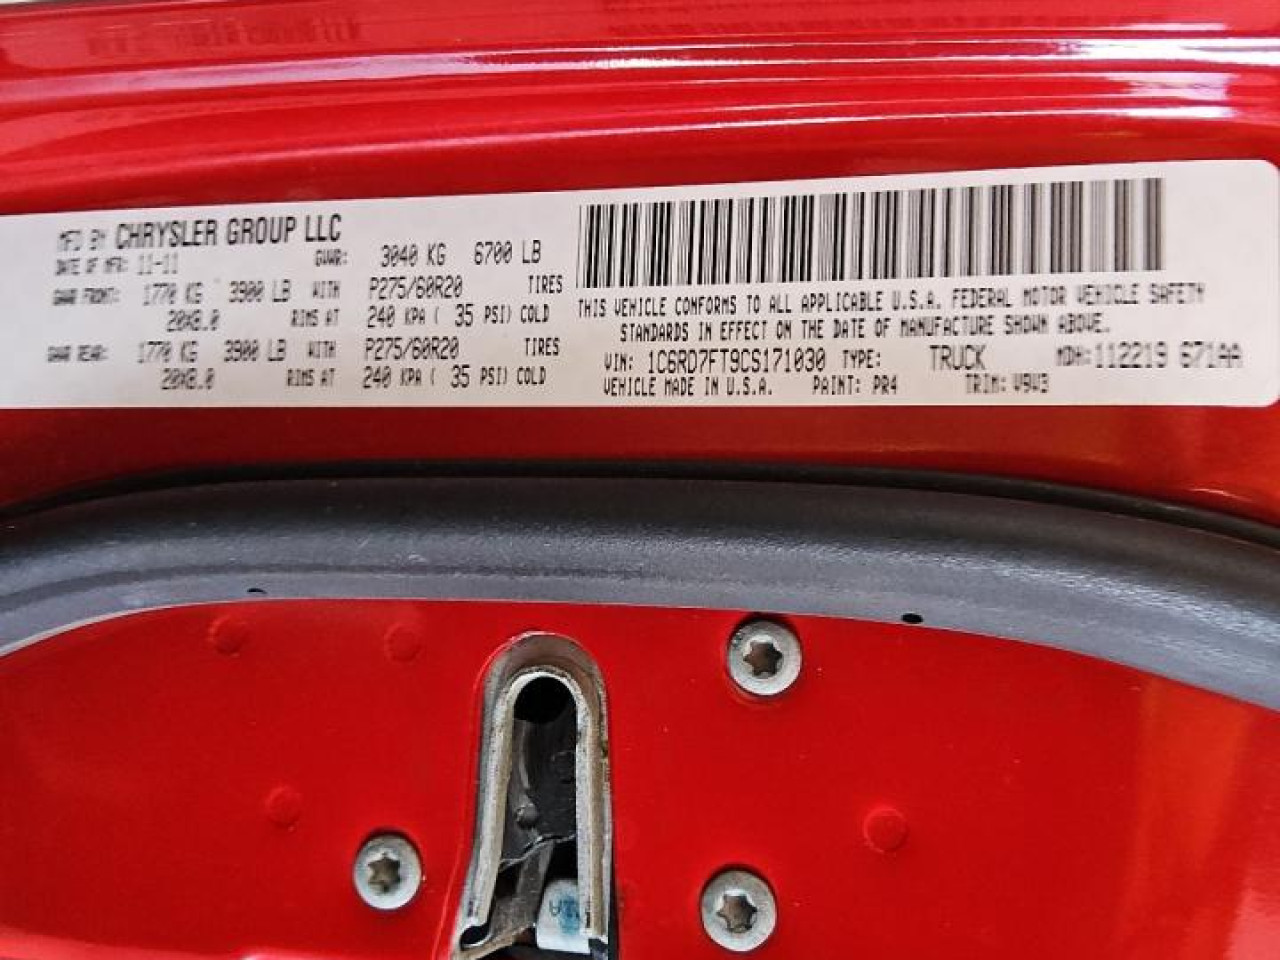 MFD BY CHRYSLER GROUP LLC
DATE OF MFR: 11-11 GVWR: 3040 KG 6700 LB
GAWR FRONT: 1770 KG 3900 LB WITH P275/60R20 TIRES
20X8.0 RIMS AT 240 KPA ( 35 PSI) COLD
GAWR REAR: 1770 KG 3900 LB WITH P275/60R20 TIRES
20X8.0 RIMS AT 240 KPA ( 35 PSI) COLD
THIS VEHICLE CONFORMS TO ALL APPLICABLE U.S.A. FEDERAL MOTOR VEHICLE SAFETY
STANDARDS IN EFFECT ON THE DATE OF MANUFACTURE SHOWN ABOVE.
VIN: 1C6RD7FT9CS171030 TYPE: TRUCK MDH: 112219 671AA
VEHICLE MADE IN U.S.A. PAINT: PR4 TRIM: V9V3